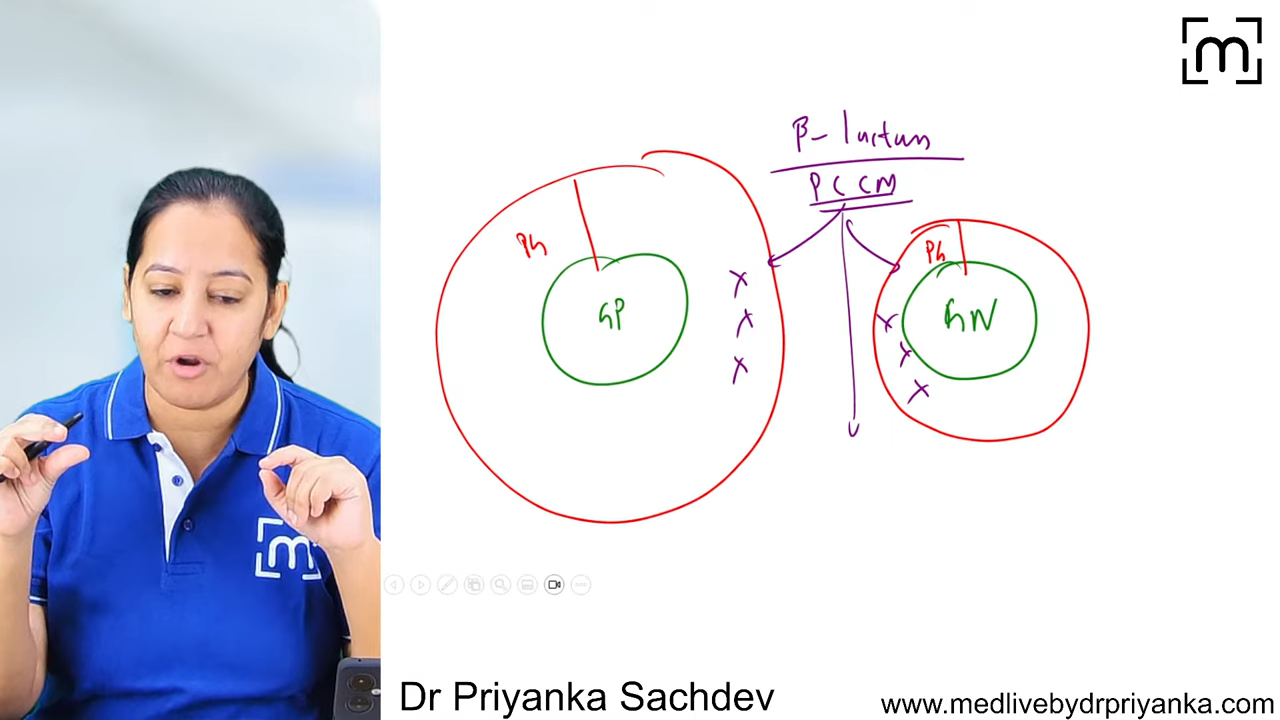 m
β- lactam
PCCM
Ph
GP
Ph
GN
m
Dr Priyanka Sachdev
www.medlivebydrpriyanka.com